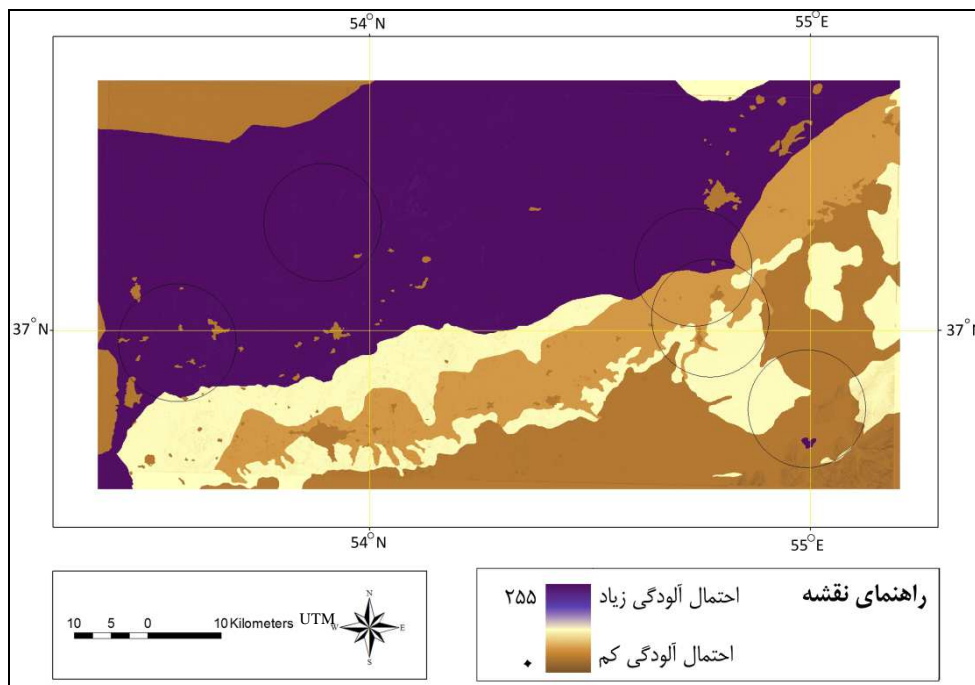 54°N 55°E
37°N 37°N
54°N 55°E
راهنمای نقشه
احتمال آلودگی زیاد ۲۵۵
احتمال آلودگی کم ۰
10 5 0 10 Kilometers UTM
N
W E
S